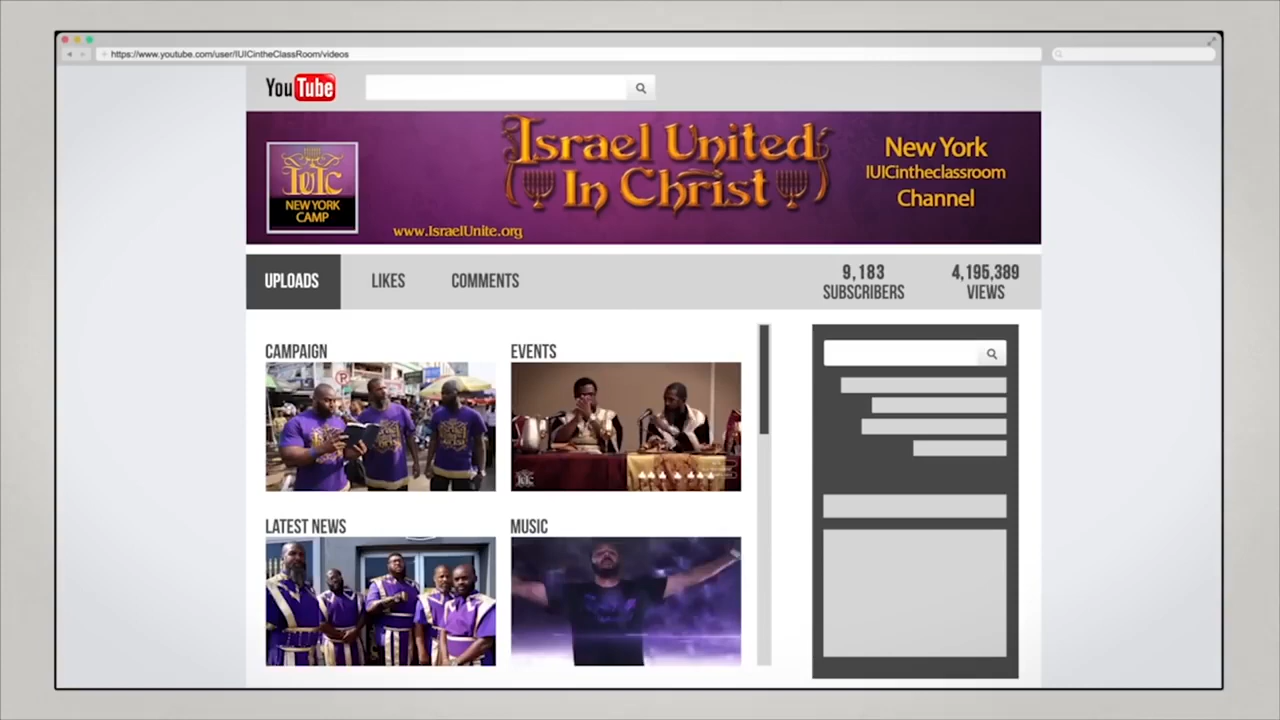 https://www.youtube.com/user/IUICintheClassRoom/videos
YouTube
Israel United
In Christ
New York
IUICintheclassroom
Channel
IUIC
NEW YORK
CAMP
www.IsraelUnite.org
UPLOADS
LIKES
COMMENTS
9,183
SUBSCRIBERS
4,195,389
VIEWS
CAMPAIGN
EVENTS
P
IUIC
LATEST NEWS
MUSIC